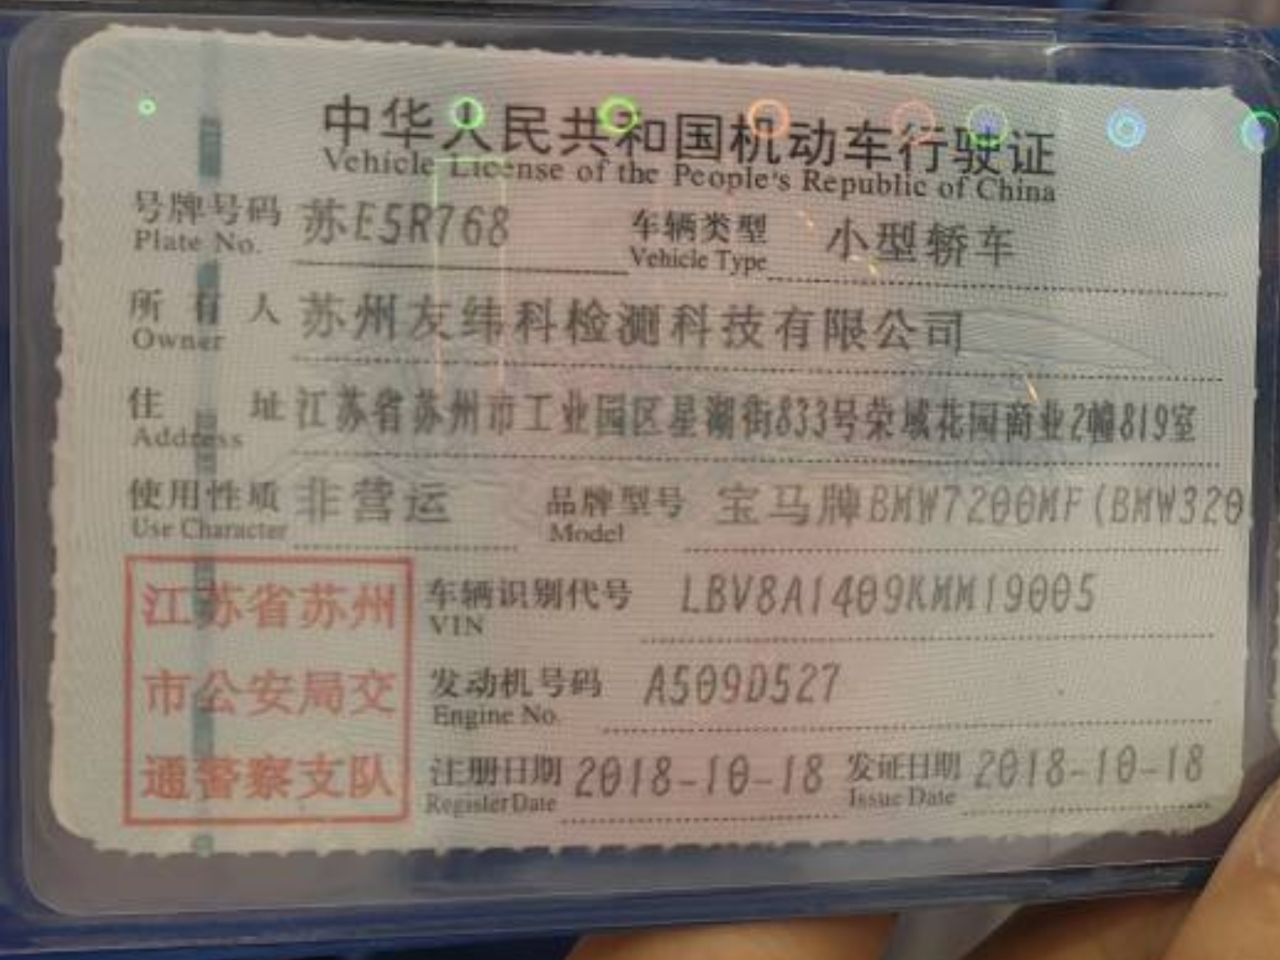 中华人民共和国机动车行驶证
Vehicle License of the People's Republic of China
号牌号码 苏E5R768 车辆类型 小型轿车
Plate No. Vehicle Type
所有人 苏州友纬科检测科技有限公司
Owner
住址 江苏省苏州市工业园区星湖街833号荣域花园商业2幢819室
Address
使用性质 非营运 品牌型号 宝马牌BMW7200MF(BMW320
Use Character Model
江苏省苏州
市公安局交
通警察支队
车辆识别代号 LBV8A1409KMM19005
VIN
发动机号码 A509D527
Engine No.
注册日期 2018-10-18 发证日期 2018-10-18
Register Date Issue Date